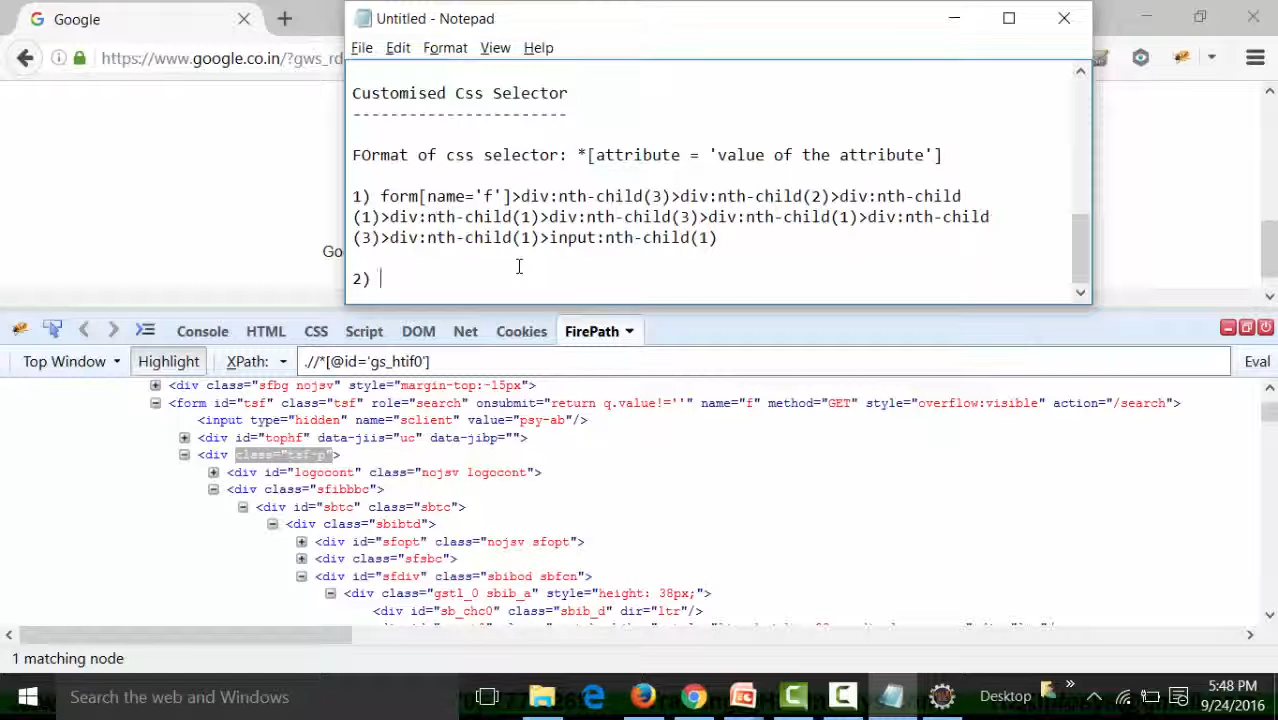 Google
Untitled - Notepad
https://www.google.co.in/?gws_rd
File Edit Format View Help
Customised Css Selector
-----------------------
FOrmat of css selector: *[attribute = 'value of the attribute']
1) form[name='f']>div:nth-child(3)>div:nth-child(2)>div:nth-child
(1)>div:nth-child(1)>div:nth-child(3)>div:nth-child(1)>div:nth-child
(3)>div:nth-child(1)>input:nth-child(1)
Goo
2)
Console HTML CSS Script DOM Net Cookies FirePath
Top Window Highlight XPath: .//*[@id='gs_htif0'] Eval
<div class="sfbg nojsv" style="margin-top:-15px">
<form id="tsf" class="tsf" role="search" onsubmit="return q.value!=''" name="f" method="GET" style="overflow:visible" action="/search">
<input type="hidden" name="sclient" value="psy-ab"/>
<div id="tophf" data-jiis="uc" data-jibp="">
<div class="tsf-p">
<div id="logocont" class="nojsv logocont">
<div class="sfibbbc">
<div id="sbtc" class="sbtc">
<div class="sbibtd">
<div id="sfopt" class="nojsv sfopt">
<div class="sfsbc">
<div id="sfdiv" class="sbibod sbfcn">
<div class="gstl_0 sbib_a" style="height: 38px;">
<div id="sb_chc0" class="sbib_d" dir="ltr"/>
1 matching node
Search the web and Windows
Desktop
5:48 PM
9/24/2016